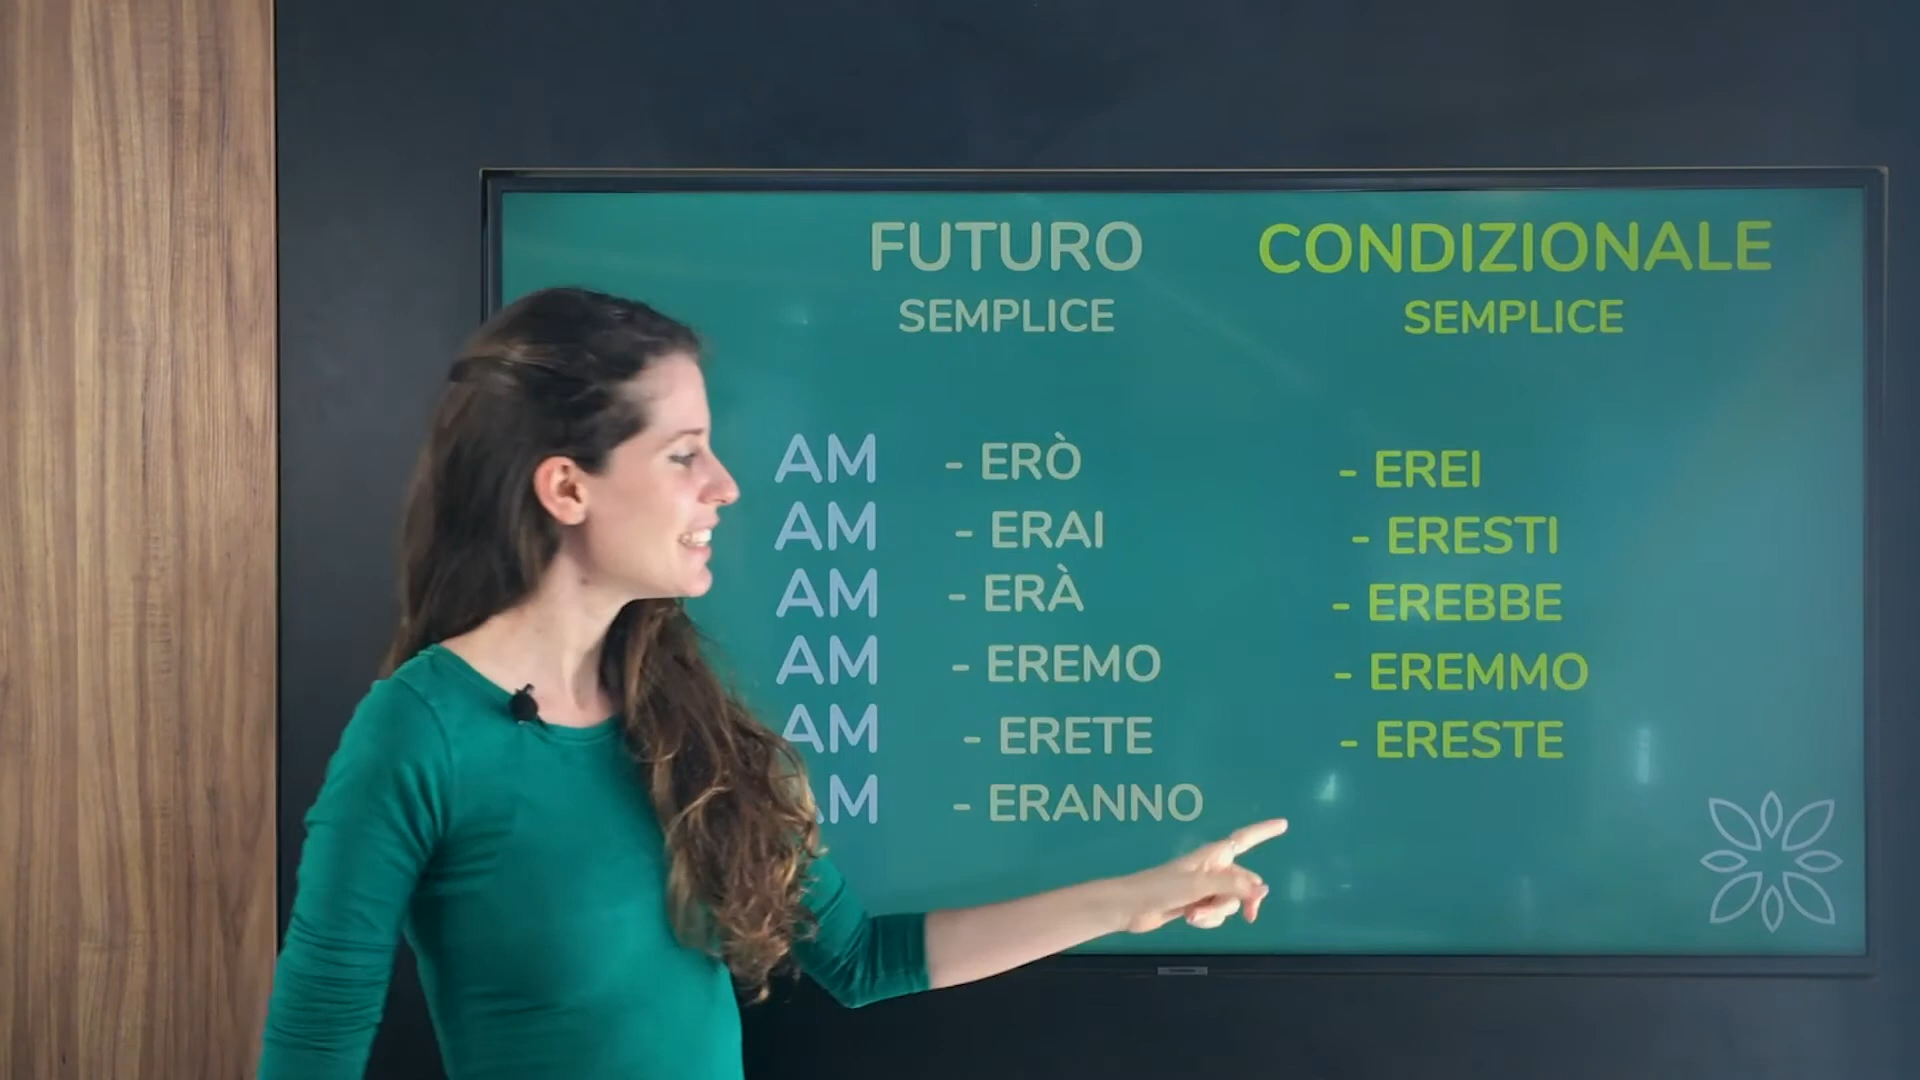 FUTURO CONDIZIONALE
SEMPLICE SEMPLICE
AM - ERÒ - EREI
AM - ERAI - ERESTI
AM - ERÀ - EREBBE
AM - EREMO - EREMMO
AM - ERETE - ERESTE
AM - ERANNO